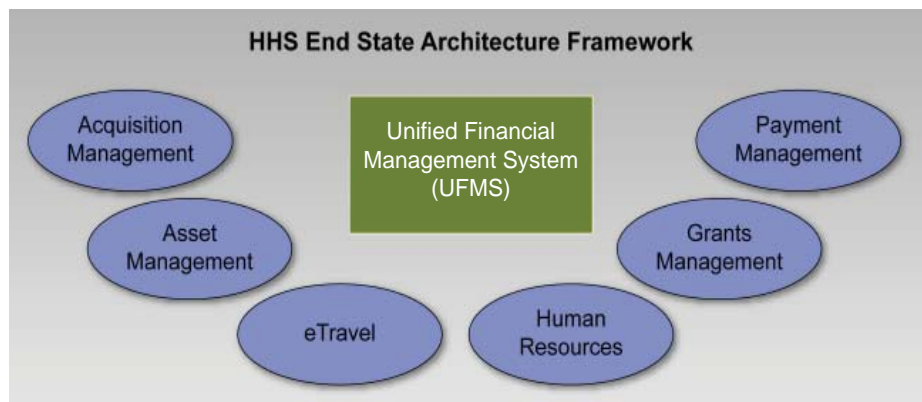 HHS End State Architecture Framework
Acquisition
Management
Unified Financial
Management System
(UFMS)
Payment
Management
Asset
Management
Grants
Management
eTravel
Human
Resources